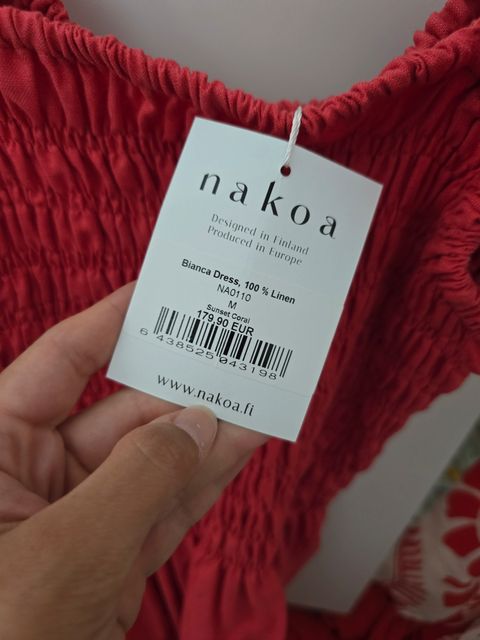 nakoa
Designed in Finland
Produced in Europe
Bianca Dress, 100 % Linen
NA0110
M
Sunset Coral
179,90 EUR
6 438525 043198
www.nakoa.fi